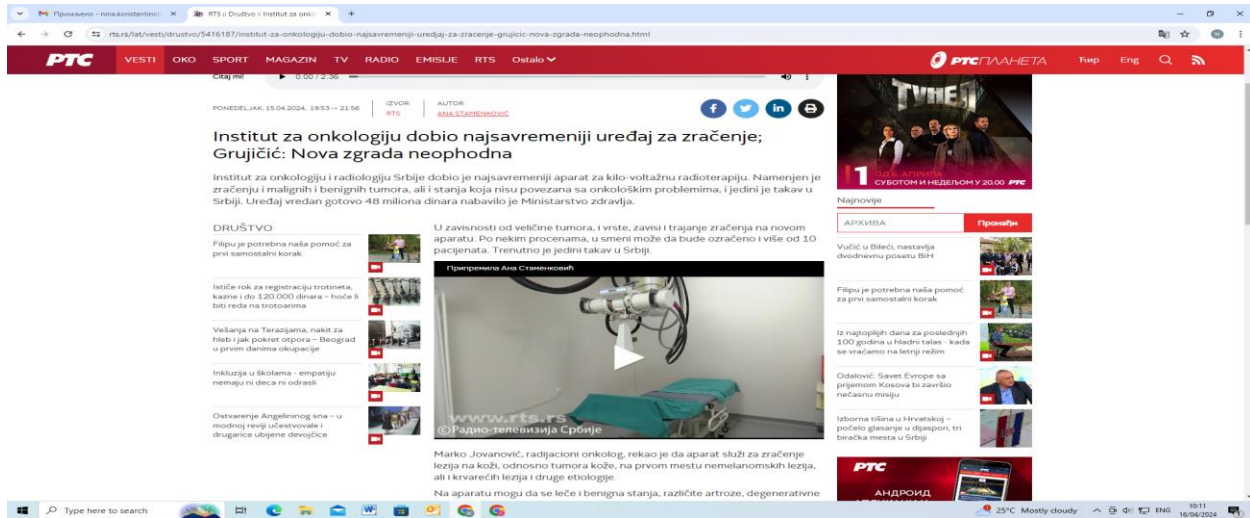 Примљено - nina.konstantinic
RTS :: Društvo :: Institut za onko
rts.rs/lat/vesti/drustvo/5416187/institut-za-onkologiju-dobio-najsavremeniji-uredjaj-za-zracenje-grujicic-nova-zgrada-neophodna.html
РТС VESTI OKO SPORT MAGAZIN TV RADIO EMISIJE RTS Ostalo РТС ПЛАНЕТА Ћир Eng
Čitaj mi! 0:00 / 2:36
PONEDELJAK, 15.04.2024, 19:53 -> 21:56
IZVOR:
RTS
AUTOR:
ANA STAMENKOVIĆ
Institut za onkologiju dobio najsavremeniji uređaj za zračenje;
Grujičić: Nova zgrada neophodna
Institut za onkologiju i radiologiju Srbije dobio je najsavremeniji aparat za kilo-voltažnu radioterapiju. Namenjen je
zračenju i malignih i benignih tumora, ali i stanja koja nisu povezana sa onkološkim problemima, i jedini je takav u
Srbiji. Uređaj vredan gotovo 48 miliona dinara nabavilo je Ministarstvo zdravlja.
DRUŠTVO
Filipu je potrebna naša pomoć za
prvi samostalni korak
Ističe rok za registraciju trotineta,
kazne i do 120.000 dinara – hoće li
biti reda na trotoarima
Vešanja na Terazijama, nakit za
hleb i jak pokret otpora – Beograd
u prvim danima okupacije
Inkluzija u školama - empatiju
nemaju ni deca ni odrasli
Ostvarenje Angelininog sna – u
modnoj reviji učestvovale i
drugarice ubijene devojčice
U zavisnosti od veličine tumora, i vrste, zavisi i trajanje zračenja na novom
aparatu. Po nekim procenama, u smeni može da bude ozračeno i više od 10
pacijenata. Trenutno je jedini takav u Srbiji.
Припремила Ана Стаменковић
www.rts.rs
©Радио-телевизија Србије
Marko Jovanović, radijacioni onkolog, rekao je da aparat služi za zračenje
lezija na koži, odnosno tumora kože, na prvom mestu nemelanomskih lezija,
ali i krvarećih lezija i druge etiologije.
Na aparatu mogu da se leče i benigna stanja, različite artroze, degenerative
ТУНЕЛ
1 ОД 6. АПРИЛА
СУБОТОМ И НЕДЕЉОМ У 20.00 РТС
Najnovije
АРХИВА Пронађи
Vučić u Bileći, nastavlja
dvodnevnu posetu BiH
Filipu je potrebna naša pomoć
za prvi samostalni korak
Iz najtoplijih dana za poslednjih
100 godina u hladni talas - kada
se vraćamo na letnji režim
Odalović: Savet Evrope sa
prijemom Kosova bi završio
nečasnu misiju
Izborna tišina u Hrvatskoj –
počelo glasanje u dijaspori, tri
biračka mesta u Srbiji
РТС
АНДРОИД
Type here to search
25°C Mostly cloudy
ENG
10:11
16/04/2024